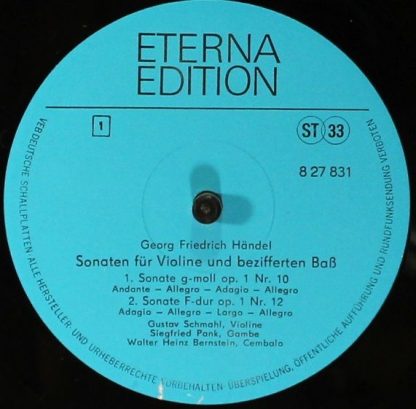 ETERNA
EDITION
1
ST 33
8 27 831
Georg Friedrich Händel
Sonaten für Violine und bezifferten Baß
1. Sonate g-moll op. 1 Nr. 10
Andante – Allegro – Adagio – Allegro
2. Sonate F-dur op. 1 Nr. 12
Adagio – Allegro – Largo – Allegro
Gustav Schmahl, Violine
Siegfried Pank, Gambe
Walter Heinz Bernstein, Cembalo
VEB DEUTSCHE SCHALLPLATTEN ALLE HERSTELLER- UND URHEBERRECHTE VORBEHALTEN · ÜBERSPIELUNG, ÖFFENTLICHE AUFFÜHRUNG UND RUNDFUNKSENDUNG VERBOTEN